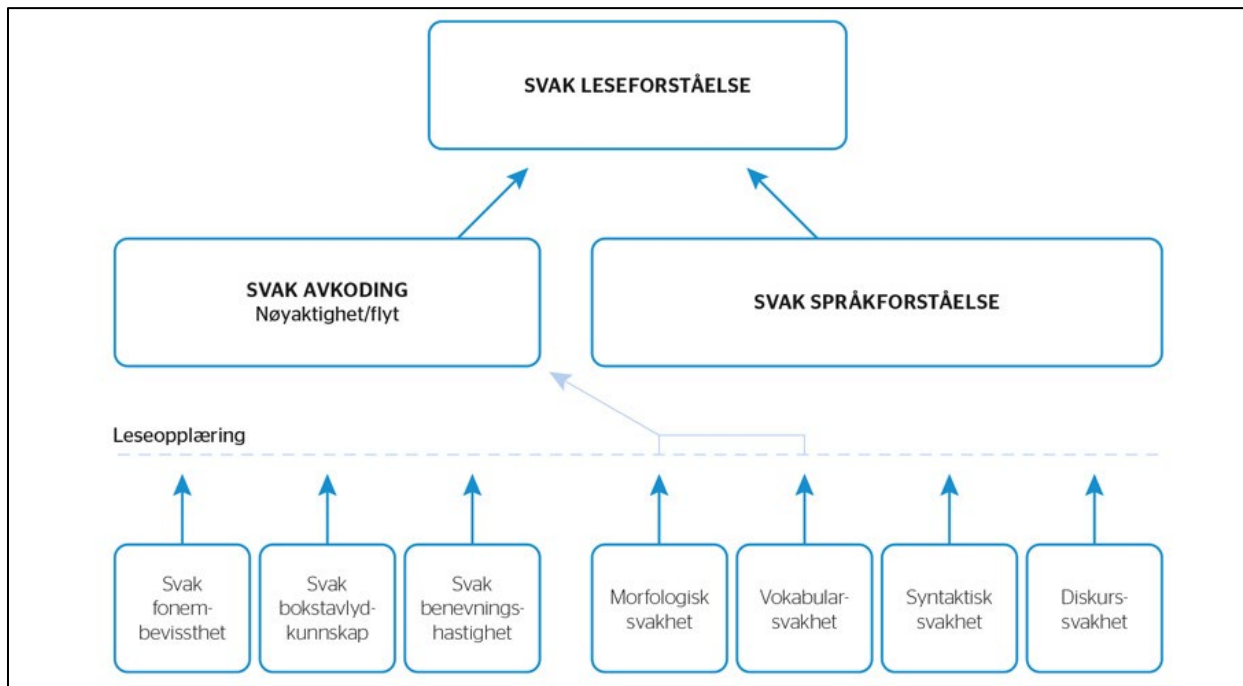 SVAK LESEFORSTÅELSE
SVAK AVKODING
Nøyaktighet/flyt
SVAK SPRÅKFORSTÅELSE
Leseopplæring
Svak
fonem-
bevissthet
Svak
bokstavlyd-
kunnskap
Svak
benevnings-
hastighet
Morfologisk
svakhet
Vokabular-
svakhet
Syntaktisk
svakhet
Diskurs-
svakhet